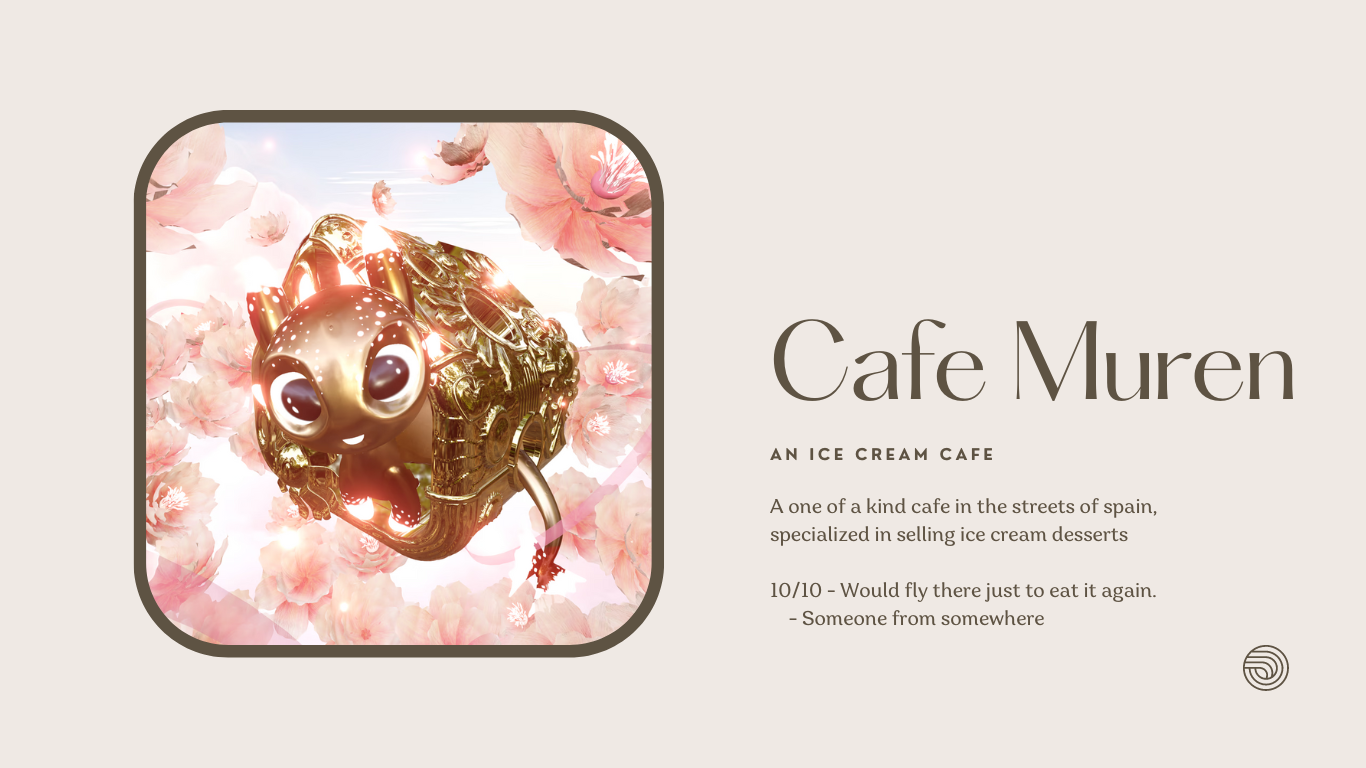 Cafe Muren
AN ICE CREAM CAFE
A one of a kind cafe in the streets of spain,
specialized in selling ice cream desserts
10/10 - Would fly there just to eat it again.
- Someone from somewhere